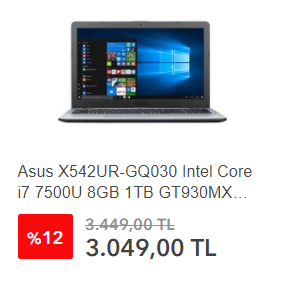 Asus X542UR-GQ030 Intel Core
i7 7500U 8GB 1TB GT930MX...
%12
3.449,00 TL
3.049,00 TL